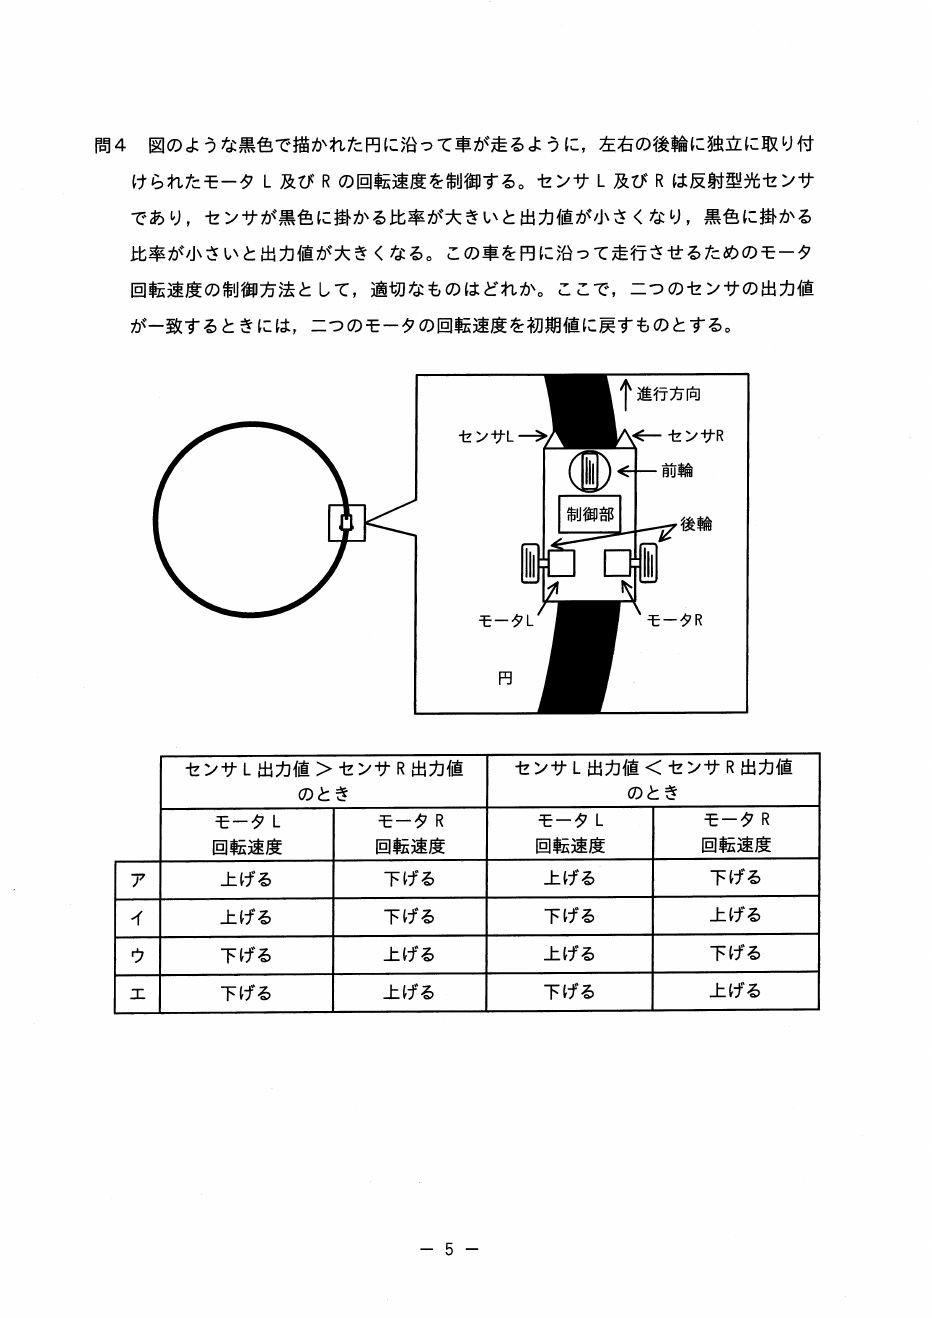 問4 図のような黒色で描かれた円に沿って車が走るように，左右の後輪に独立に取り付
けられたモータ L 及び R の回転速度を制御する。センサ L 及び R は反射型光センサ
であり，センサが黒色に掛かる比率が大きいと出力値が小さくなり，黒色に掛かる
比率が小さいと出力値が大きくなる。この車を円に沿って走行させるためのモータ
回転速度の制御方法として，適切なものはどれか。ここで，二つのセンサの出力値
が一致するときには，二つのモータの回転速度を初期値に戻すものとする。
進行方向
センサL センサR
前輪
制御部
後輪
モータL モータR
円
センサ L 出力値 ＞ センサ R 出力値 センサ L 出力値 ＜ センサ R 出力値
のとき のとき
モータ L モータ R モータ L モータ R
回転速度 回転速度 回転速度 回転速度
ア 上げる 下げる 上げる 下げる
イ 上げる 下げる 下げる 上げる
ウ 下げる 上げる 上げる 下げる
エ 下げる 上げる 下げる 上げる
－ 5 －